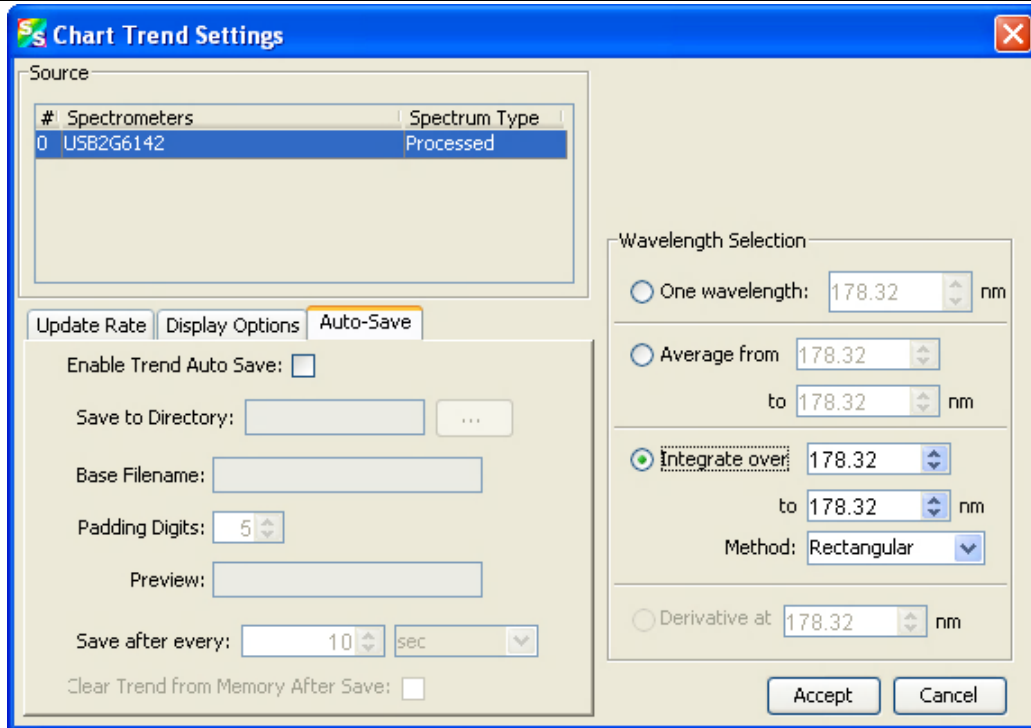 SS Chart Trend Settings
Source
# Spectrometers Spectrum Type
0 USB2G6142 Processed
Update Rate Display Options Auto-Save
Enable Trend Auto Save:
Save to Directory: ...
Base Filename:
Padding Digits: 5
Preview:
Save after every: 10 sec
Clear Trend from Memory After Save:
Wavelength Selection
One wavelength: 178.32 nm
Average from 178.32
to 178.32 nm
Integrate over 178.32
to 178.32 nm
Method: Rectangular
Derivative at 178.32 nm
Accept Cancel